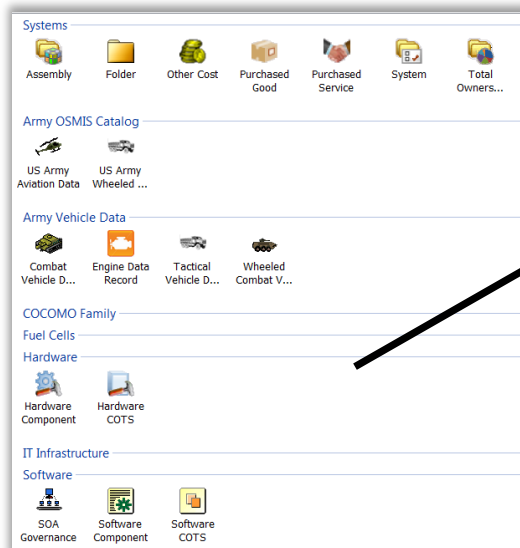 Systems
Assembly Folder Other Cost Purchased Good Purchased Service System Total Owners...
Army OSMIS Catalog
US Army Aviation Data US Army Wheeled ...
Army Vehicle Data
Combat Vehicle D... Engine Data Record Tactical Vehicle D... Wheeled Combat V...
COCOMO Family
Fuel Cells
Hardware
Hardware Component Hardware COTS
IT Infrastructure
Software
SOA Governance Software Component Software COTS